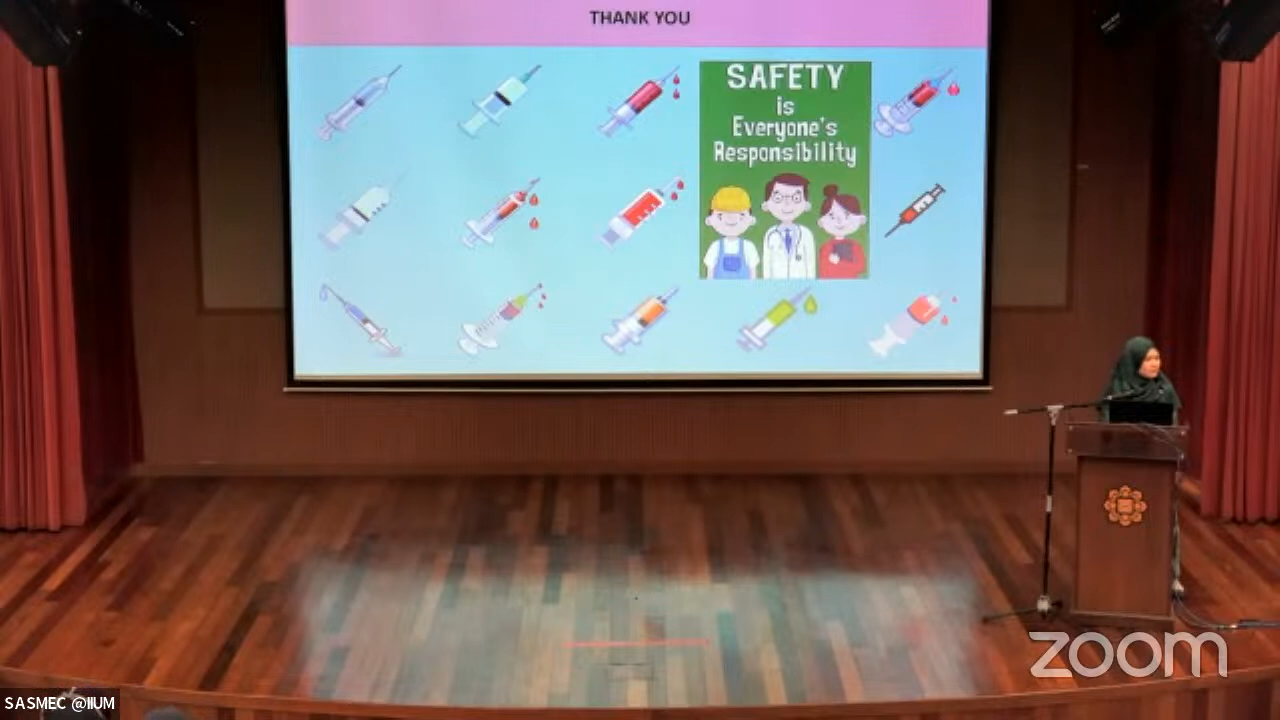 THANK YOU
SAFETY
is
Everyone's
Responsibility
zoom
SASMEC @IIUM